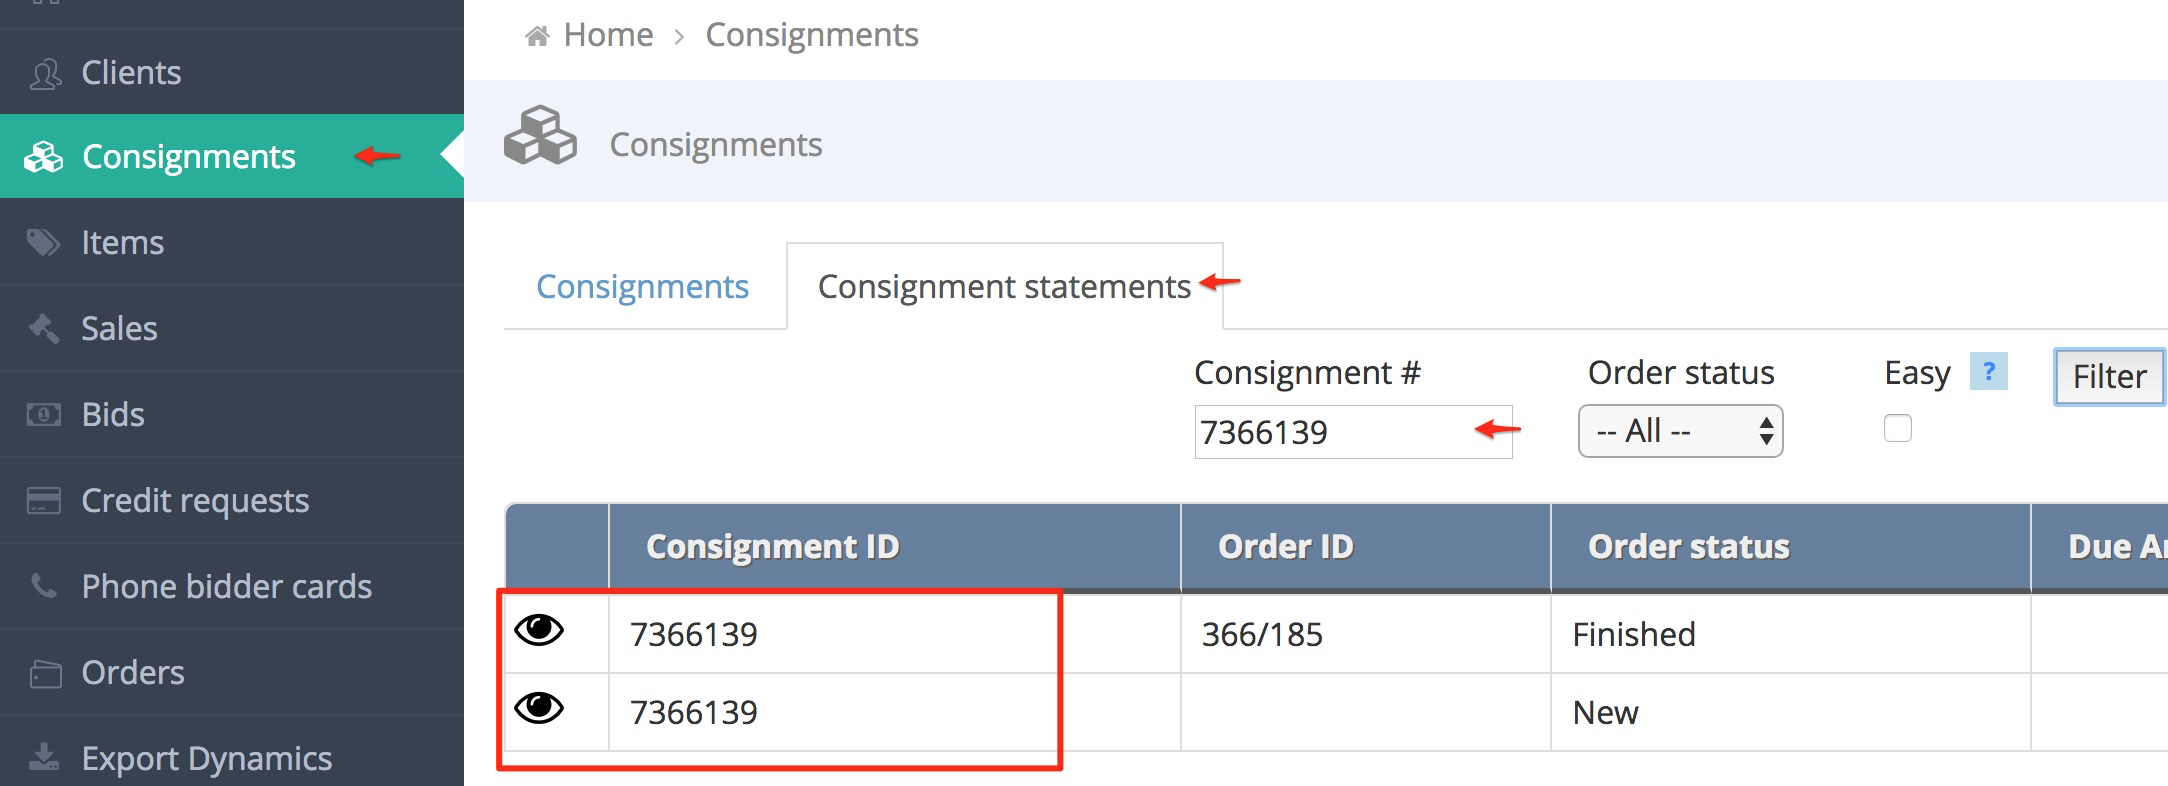 Home > Consignments
Clients
Consignments
Items
Sales
Bids
Credit requests
Phone bidder cards
Orders
Export Dynamics
Consignments
Consignments Consignment statements
Consignment # Order status Easy ? Filter
7366139 -- All --
Consignment ID Order ID Order status Due
7366139 366/185 Finished
7366139 New